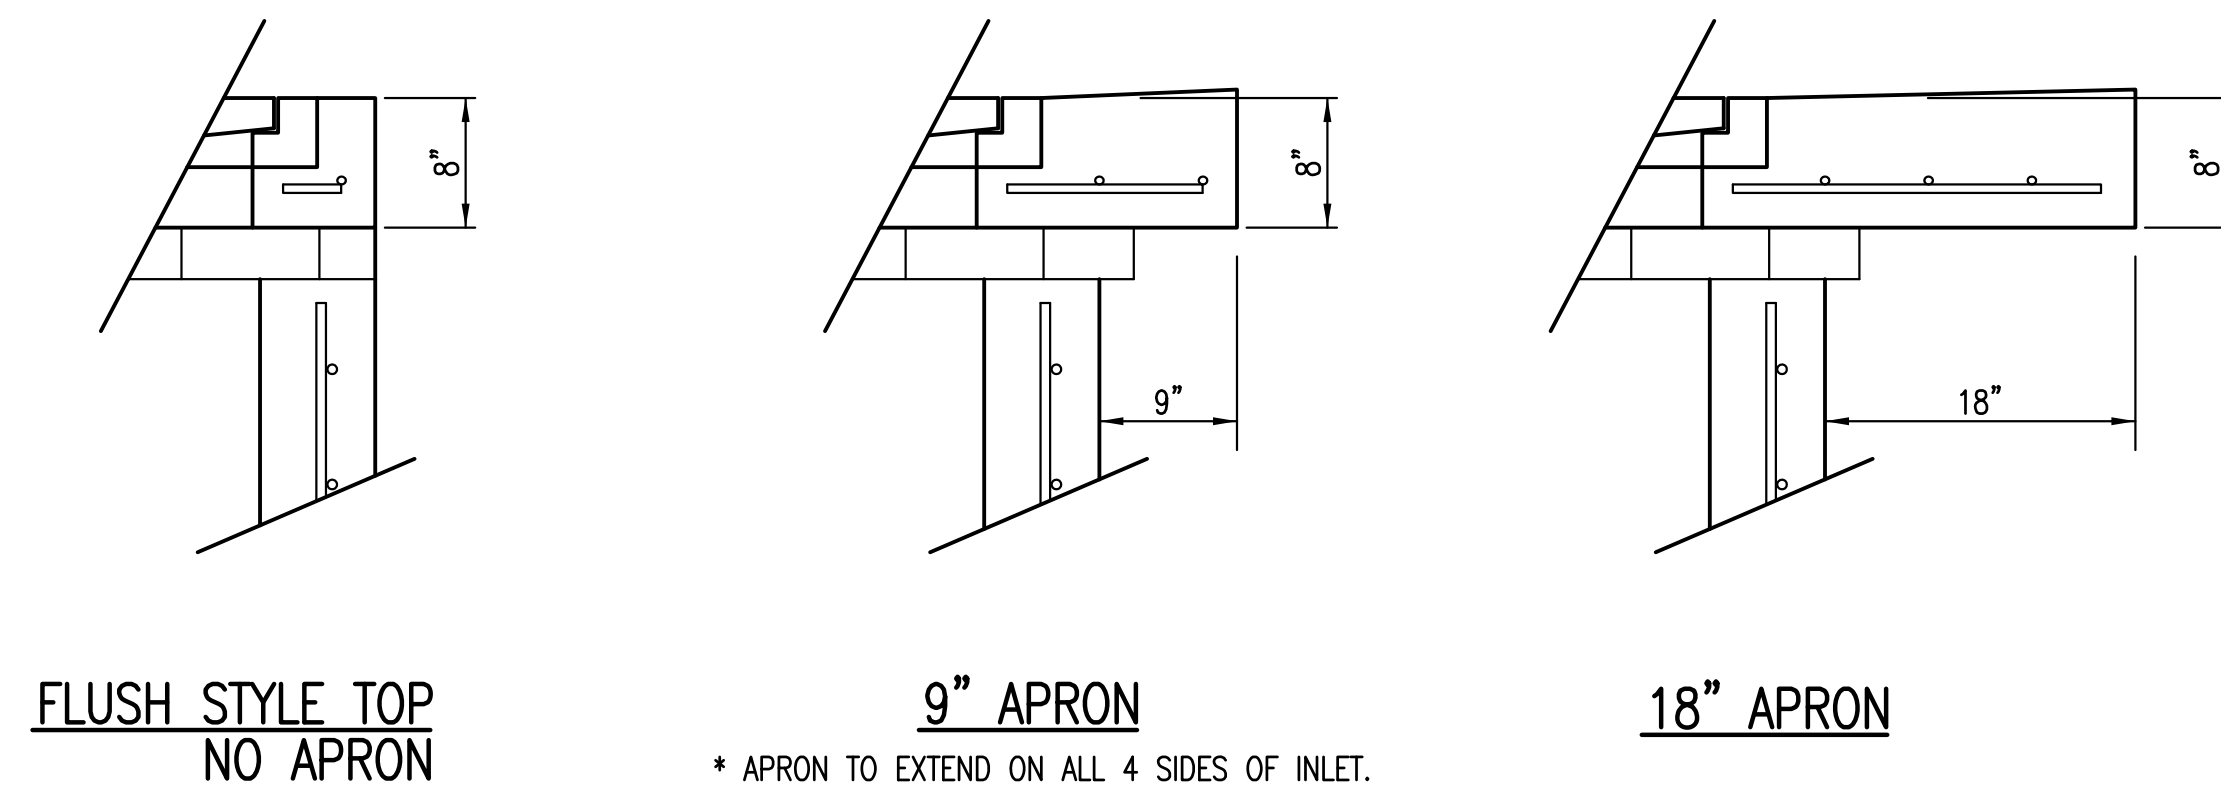 8”
8”
8”
9”
18”
FLUSH STYLE TOP
NO APRON
9” APRON
* APRON TO EXTEND ON ALL 4 SIDES OF INLET.
18” APRON